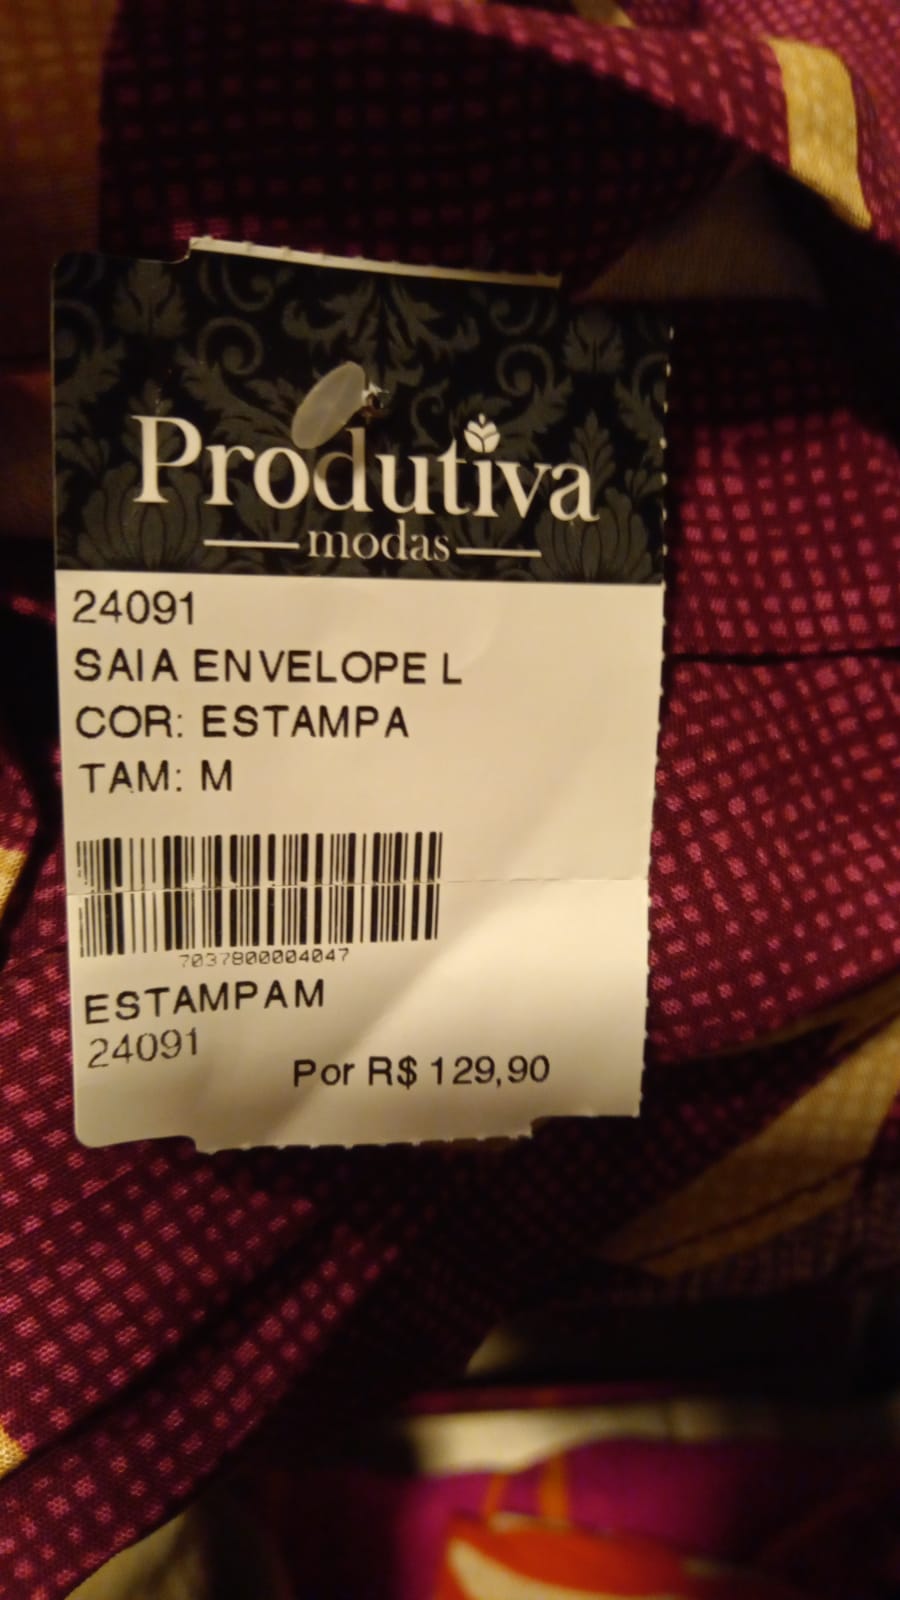 Produtiva
modas
24091
SAIA ENVELOPE L
COR: ESTAMPA
TAM: M
7037800004047
ESTAMPAM
24091
Por R$ 129,90